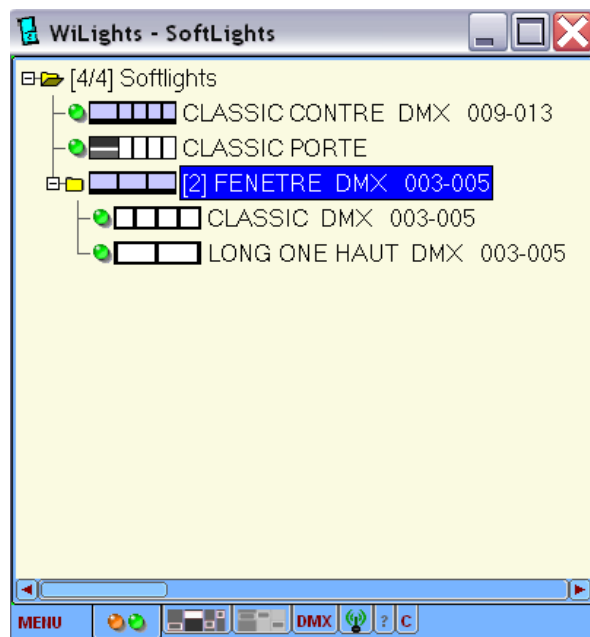 WiLights - SoftLights
[4/4] Softlights
CLASSIC CONTRE DMX 009-013
CLASSIC PORTE
[2] FENETRE DMX 003-005
CLASSIC DMX 003-005
LONG ONE HAUT DMX 003-005
MENU DMX ? C